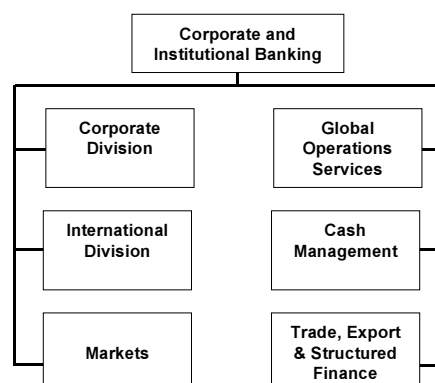 Corporate and
Institutional Banking
Corporate
Division
Global
Operations
Services
International
Division
Cash
Management
Markets
Trade, Export
& Structured
Finance